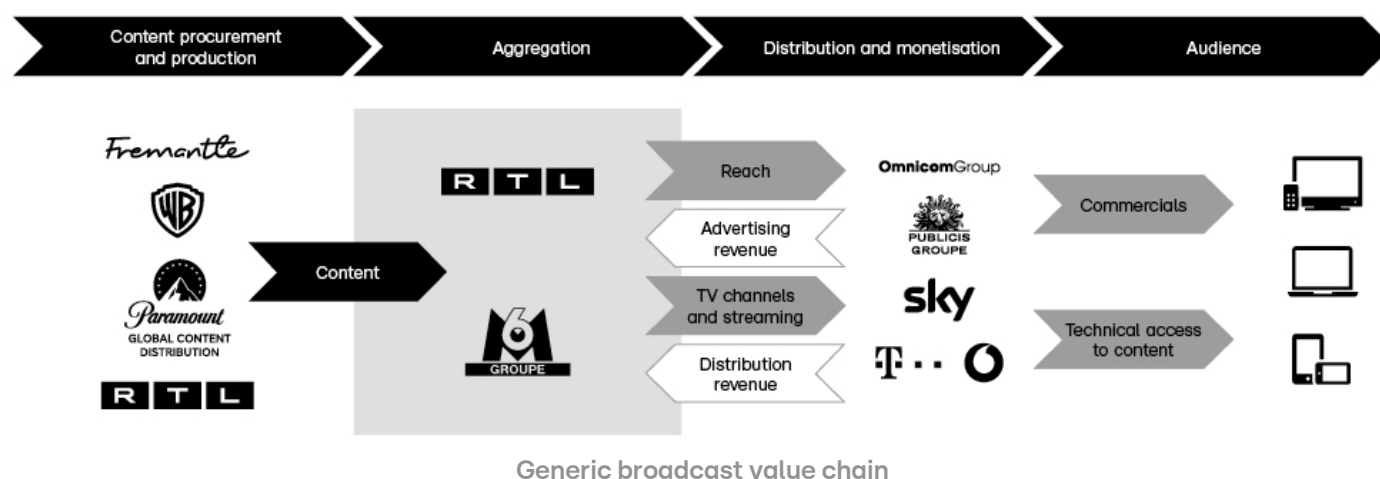 Content procurement
and production
Aggregation
Distribution and monetisation
Audience
Fremantle
WB
Paramount
GLOBAL CONTENT
DISTRIBUTION
RTL
Content
RTL
M6
GROUPE
Reach
Advertising
revenue
TV channels
and streaming
Distribution
revenue
OmnicomGroup
PUBLICIS
GROUPE
sky
T··
Commercials
Technical access
to content
Generic broadcast value chain